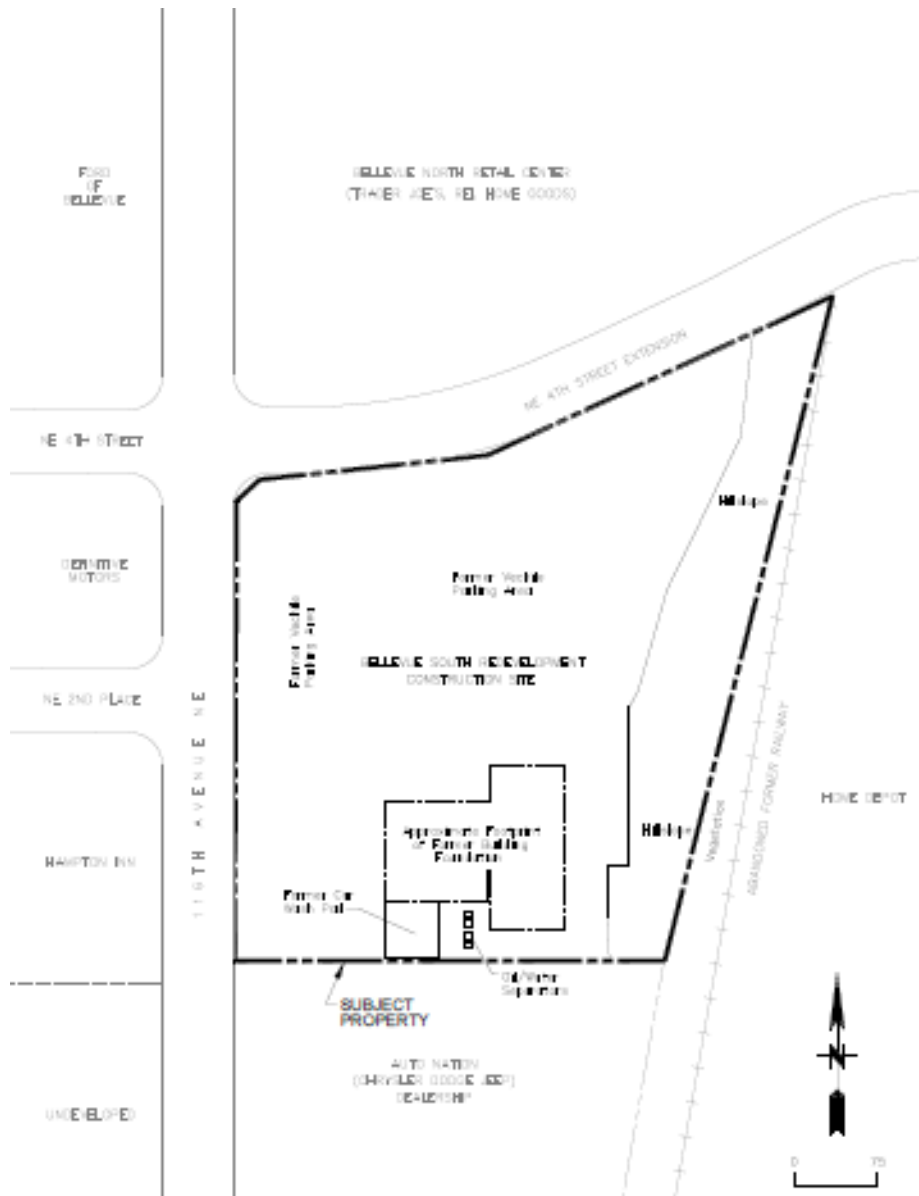 FORD
OF
BELLEVUE
BELLEVUE NORTH RETAIL CENTER
(TRADER JOE'S, REI, HOME GOODS)
NE 4TH STREET EXTENSION
NE 4TH STREET
Hillslope
DEFINITIVE
MOTORS
Former Vechile
Parking Area
Former Vechile
Parking Area
BELLEVUE SOUTH REDEVELOPMENT
CONSTRUCTION SITE
NE 2ND PLACE
116TH AVENUE NE
ABANDONED FORMER RAILWAY
Vegetation
HOME DEPOT
Hillslope
Approximate Footprint
of Former Building
Foundation
HAMPTON INN
Former Car
Wash Pad
Oil/Water
Separators
SUBJECT
PROPERTY
AUTO NATION
(CHRYSLER DODGE JEEP)
DEALERSHIP
UNDEVELOPED
N
0 75